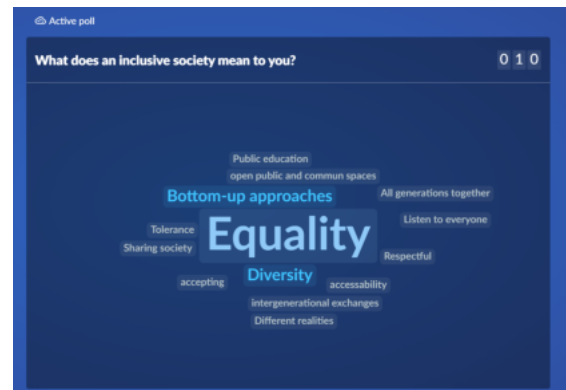 Active poll
What does an inclusive society mean to you?
0 1 0
Public education
open public and commun spaces
Bottom-up approaches
All generations together
Equality
Listen to everyone
Tolerance
Sharing society
Respectful
Diversity
accepting
accessability
intergenerational exchanges
Different realities